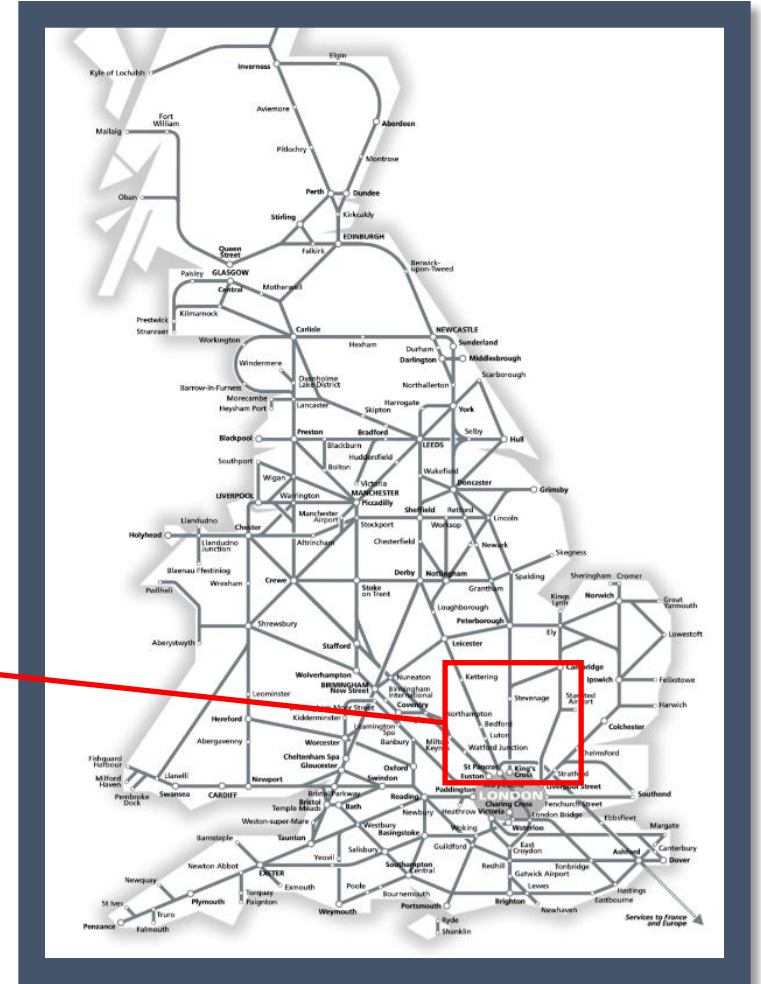 Elgin
Inverness
Kyle of Lochalsh
Aviemore
Fort
William
Mallaig
Aberdeen
Pitlochry
Montrose
Perth
Dundee
Oban
Kirkcaldy
Stirling
EDINBURGH
Falkirk
Queen
Street
GLASGOW
Central
Paisley
Motherwell
Berwick-
upon-Tweed
Prestwick
Stranraer
Kilmarnock
Carlisle
Hexham
NEWCASTLE
Sunderland
Durham
Darlington
Middlesbrough
Workington
Windermere
Oxenholme
Lake District
Northallerton
Scarborough
Barrow-in-Furness
Morecambe
Heysham Port
Lancaster
Skipton
Harrogate
York
Blackpool
Preston
Bradford
LEEDS
Selby
Hull
Blackburn
Huddersfield
Southport
Bolton
Wakefield
Wigan
Victoria
MANCHESTER
Piccadilly
Doncaster
Grimsby
LIVERPOOL
Warrington
Manchester
Airport
Stockport
Sheffield
Retford
Worksop
Lincoln
Llandudno
Holyhead
Chester
Llandudno
Junction
Altrincham
Chesterfield
Newark
Skegness
Blaenau Ffestiniog
Pwllheli
Wrexham
Crewe
Stoke
on Trent
Derby
Nottingham
Grantham
Spalding
Sheringham
Cromer
Kings
Lynn
Norwich
Great
Yarmouth
Loughborough
Peterborough
Ely
Lowestoft
Shrewsbury
Aberystwyth
Stafford
Leicester
Wolverhampton
BIRMINGHAM
New Street
Nuneaton
Birmingham
International
Coventry
Kettering
Cambridge
Ipswich
Felixstowe
Stevenage
Stansted
Airport
Harwich
Leominster
Moor Street
Kidderminster
Hereford
Leamington
Spa
Northampton
Bedford
Colchester
Abergavenny
Worcester
Banbury
Milton
Keynes
Luton
Watford Junction
Chelmsford
Cheltenham Spa
Gloucester
Oxford
St Pancras
Euston
King's
Cross
Stratford
Fishguard
Harbour
Milford
Haven
Llanelli
Pembroke
Dock
Swansea
CARDIFF
Newport
Bristol Parkway
Swindon
Paddington
Marylebone
Liverpool Street
Southend
Bristol
Temple Meads
Bath
Reading
LONDON
Charing Cross
Fenchurch Street
Newbury
Heathrow
Victoria
London Bridge
Ebbsfleet
Weston-super-Mare
Westbury
Basingstoke
Woking
Waterloo
Margate
Barnstaple
Taunton
Salisbury
Guildford
East
Croydon
Canterbury
Ashford
Dover
Newton Abbot
Yeovil
Southampton
Central
Redhill
Tonbridge
Gatwick Airport
EXETER
Newquay
Exmouth
Poole
Bournemouth
Lewes
Hastings
Eastbourne
St Ives
Plymouth
Torquay
Paignton
Weymouth
Portsmouth
Brighton
Newhaven
Truro
Penzance
Falmouth
Ryde
Shanklin
Services to France
and Europe